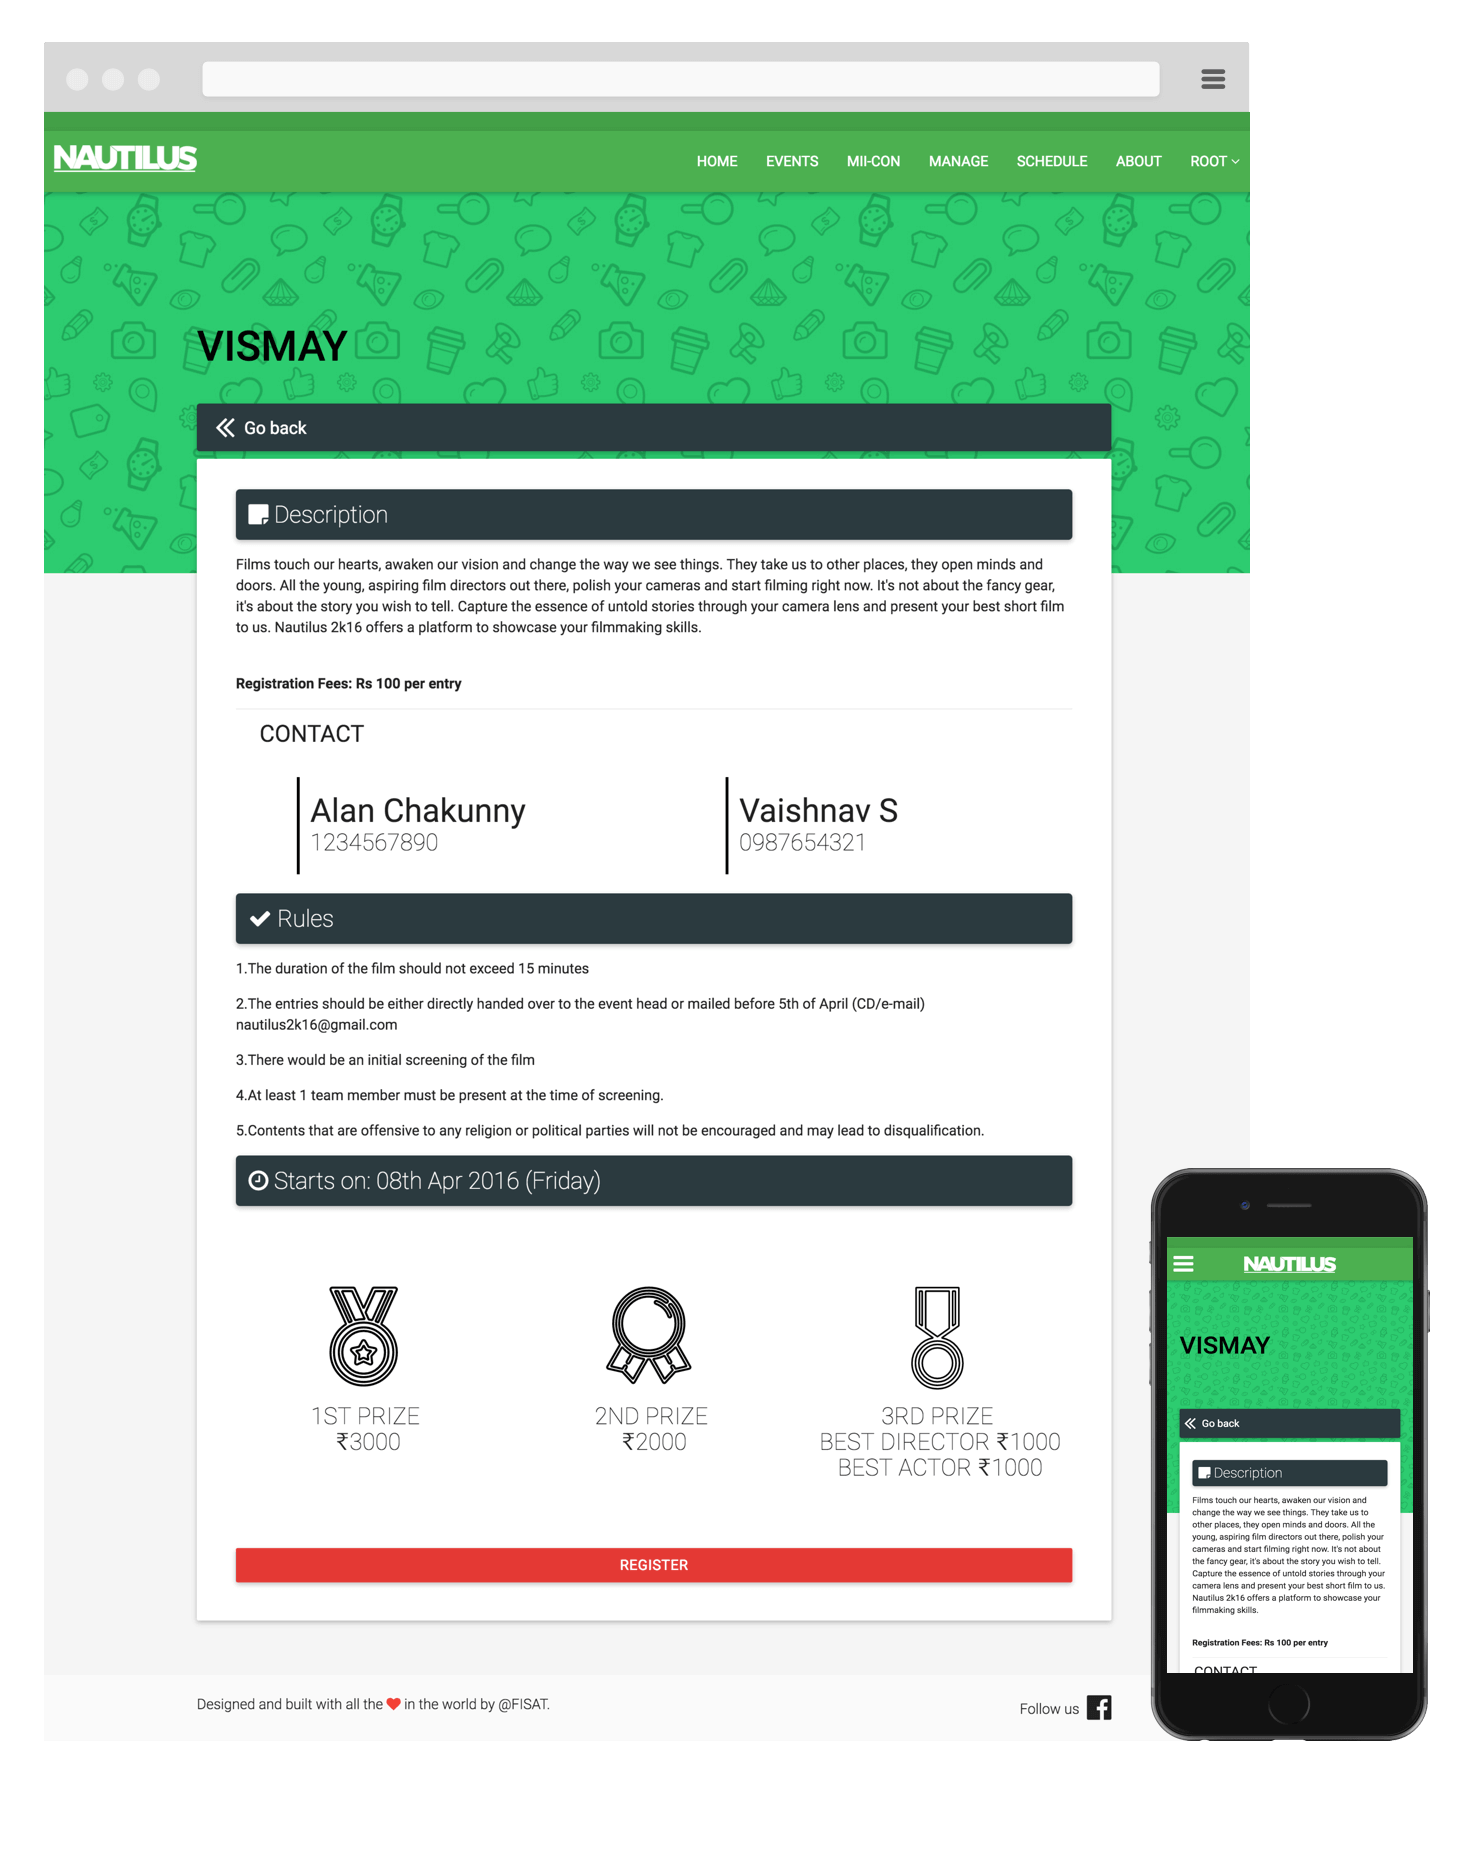 NAUTILUS
HOME EVENTS MII-CON MANAGE SCHEDULE ABOUT ROOT
VISMAY
Go back
Description
Films touch our hearts, awaken our vision and change the way we see things. They take us to other places, they open minds and
doors. All the young, aspiring film directors out there, polish your cameras and start filming right now. It's not about the fancy gear,
it's about the story you wish to tell. Capture the essence of untold stories through your camera lens and present your best short film
to us. Nautilus 2k16 offers a platform to showcase your filmmaking skills.
Registration Fees: Rs 100 per entry
CONTACT
Alan Chakunny
1234567890
Vaishnav S
0987654321
Rules
1.The duration of the film should not exceed 15 minutes
2.The entries should be either directly handed over to the event head or mailed before 5th of April (CD/e-mail)
nautilus2k16@gmail.com
3.There would be an initial screening of the film
4.At least 1 team member must be present at the time of screening.
5.Contents that are offensive to any religion or political parties will not be encouraged and may lead to disqualification.
Starts on: 08th Apr 2016 (Friday)
1ST PRIZE
₹3000
2ND PRIZE
₹2000
3RD PRIZE
BEST DIRECTOR ₹1000
BEST ACTOR ₹1000
REGISTER
Designed and built with all the ❤ in the world by @FISAT.
Follow us
NAUTILUS
VISMAY
Go back
Description
Films touch our hearts, awaken our vision and
change the way we see things. They take us to
other places, they open minds and doors. All the
young, aspiring film directors out there, polish your
cameras and start filming right now. It's not about
the fancy gear, it's about the story you wish to tell.
Capture the essence of untold stories through your
camera lens and present your best short film to us.
Nautilus 2k16 offers a platform to showcase your
filmmaking skills.
Registration Fees: Rs 100 per entry
CONTACT